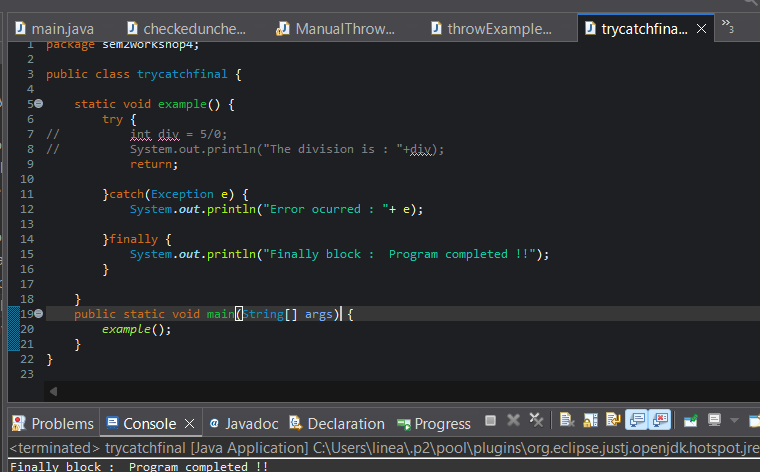 main.java checkedunche... ManualThrow... throwExample... trycatchfina... »3
1 package sem2workshop4;
2
3 public class trycatchfinal {
4
5 static void example() {
6 try {
7 // int div = 5/0;
8 // System.out.println("The division is : "+div);
9 return;
10
11 }catch(Exception e) {
12 System.out.println("Error ocurred : "+ e);
13
14 }finally {
15 System.out.println("Finally block :  Program completed !!");
16 }
17
18 }
19 public static void main(String[] args) {
20 example();
21 }
22 }
23
Problems Console Javadoc Declaration Progress
<terminated> trycatchfinal [Java Application] C:\Users\linea\.p2\pool\plugins\org.eclipse.justj.openjdk.hotspot.jre
Finally block :  Program completed !!